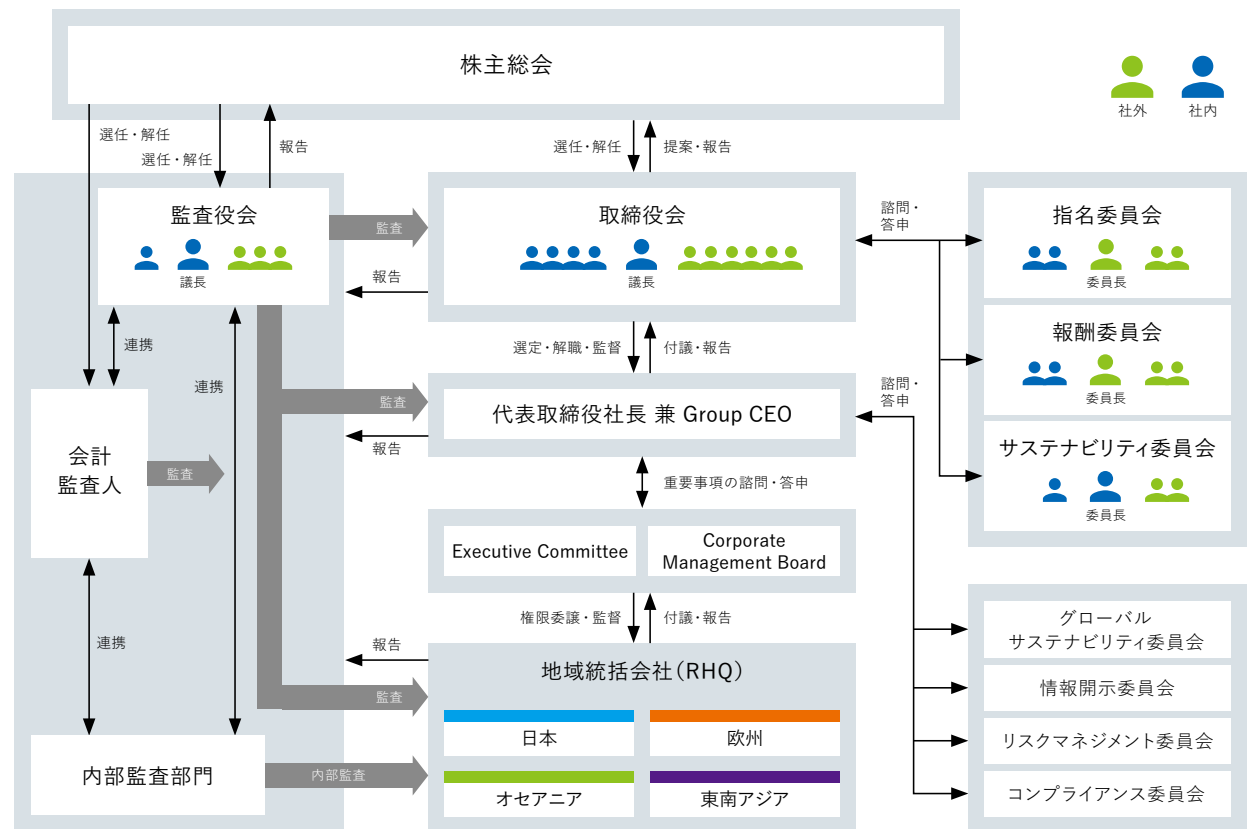 株主総会
社外
社内
選任・解任
選任・解任
報告
選任・解任
提案・報告
監査役会
議長
監査
報告
取締役会
議長
諮問・
答申
指名委員会
委員長
報酬委員会
委員長
サステナビリティ委員会
委員長
連携
連携
選定・解職・監督
付議・報告
監査
報告
代表取締役社長 兼 Group CEO
諮問・
答申
会計
監査人
監査
重要事項の諮問・答申
Executive Committee
Corporate
Management Board
連携
権限委譲・監督
付議・報告
報告
監査
地域統括会社(RHQ)
日本
欧州
オセアニア
東南アジア
内部監査部門
内部監査
グローバル
サステナビリティ委員会
情報開示委員会
リスクマネジメント委員会
コンプライアンス委員会